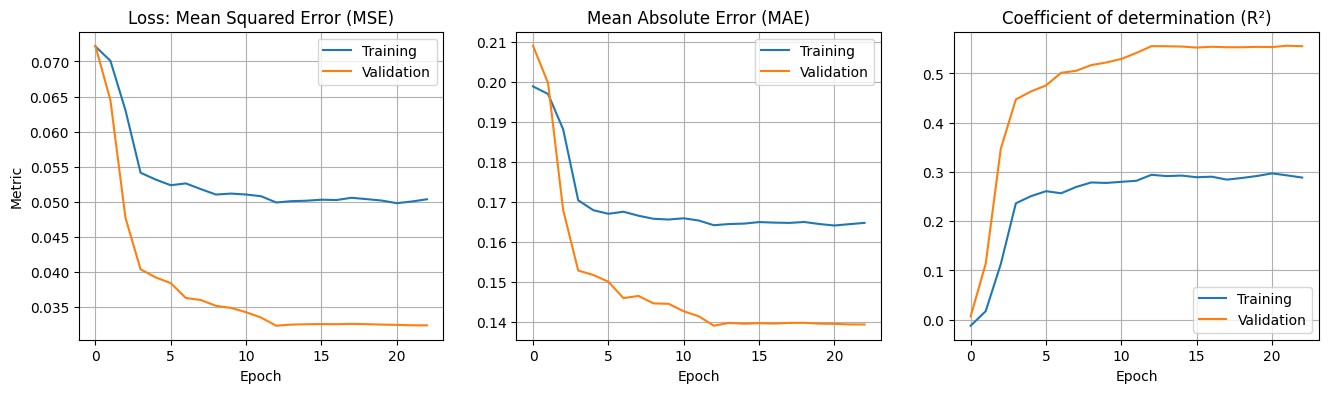 Loss: Mean Squared Error (MSE)
Metric
0.070
0.065
0.060
0.055
0.050
0.045
0.040
0.035
0 5 10 15 20
Epoch
Training
Validation
Mean Absolute Error (MAE)
0.21
0.20
0.19
0.18
0.17
0.16
0.15
0.14
0 5 10 15 20
Epoch
Training
Validation
Coefficient of determination (R²)
0.5
0.4
0.3
0.2
0.1
0.0
0 5 10 15 20
Epoch
Training
Validation